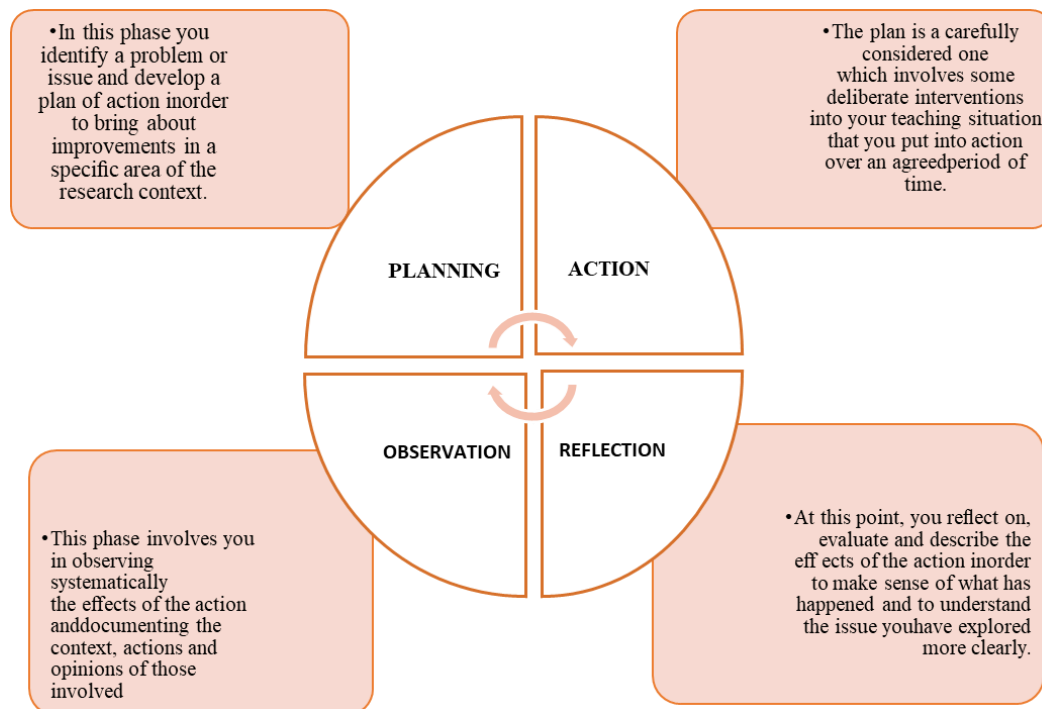 •In this phase you
identify a problem or
issue and develop a
plan of action inorder
to bring about
improvements in a
specific area of the
research context.
•The plan is a carefully
considered one
which involves some
deliberate interventions
into your teaching situation
that you put into action
over an agreedperiod of
time.
PLANNING
ACTION
OBSERVATION
REFLECTION
•This phase involves you
in observing
systematically
the effects of the action
anddocumenting the
context, actions and
opinions of those
involved
•At this point, you reflect on,
evaluate and describe the
eff ects of the action inorder
to make sense of what has
happened and to understand
the issue youhave explored
more clearly.